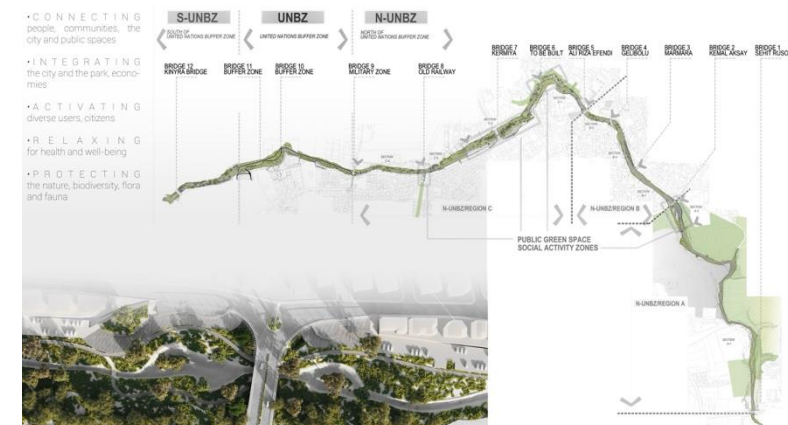 • C O N N E C T I N G
people, communities, the
city and public spaces
• I N T E G R A T I N G
the city and the park, econo-
mies
• A C T I V A T I N G
diverse users, citizens
• R E L A X I N G
for health and well-being
• P R O T E C T I N G
the nature, biodiversity, flora
and fauna
S-UNBZ
SOUTH OF
UNITED NATIONS BUFFER ZONE
UNBZ
UNITED NATIONS BUFFER ZONE
N-UNBZ
NORTH OF
UNITED NATIONS BUFFER ZONE
BRIDGE 12
KINYRA BRIDGE
BRIDGE 11
BUFFER ZONE
BRIDGE 10
BUFFER ZONE
BRIDGE 9
MILITARY ZONE
BRIDGE 8
OLD RAILWAY
BRIDGE 7
KERMIYA
BRIDGE 6
TO BE BUILT
BRIDGE 5
ALI RIZA EFENDI
BRIDGE 4
GELIBOLU
BRIDGE 3
MARMARA
BRIDGE 2
KEMAL AKSAY
BRIDGE 1
SEHIT RUSO
N-UNBZ/REGION C
N-UNBZ/REGION B
PUBLIC GREEN SPACE
SOCIAL ACTIVITY ZONES
N-UNBZ/REGION A